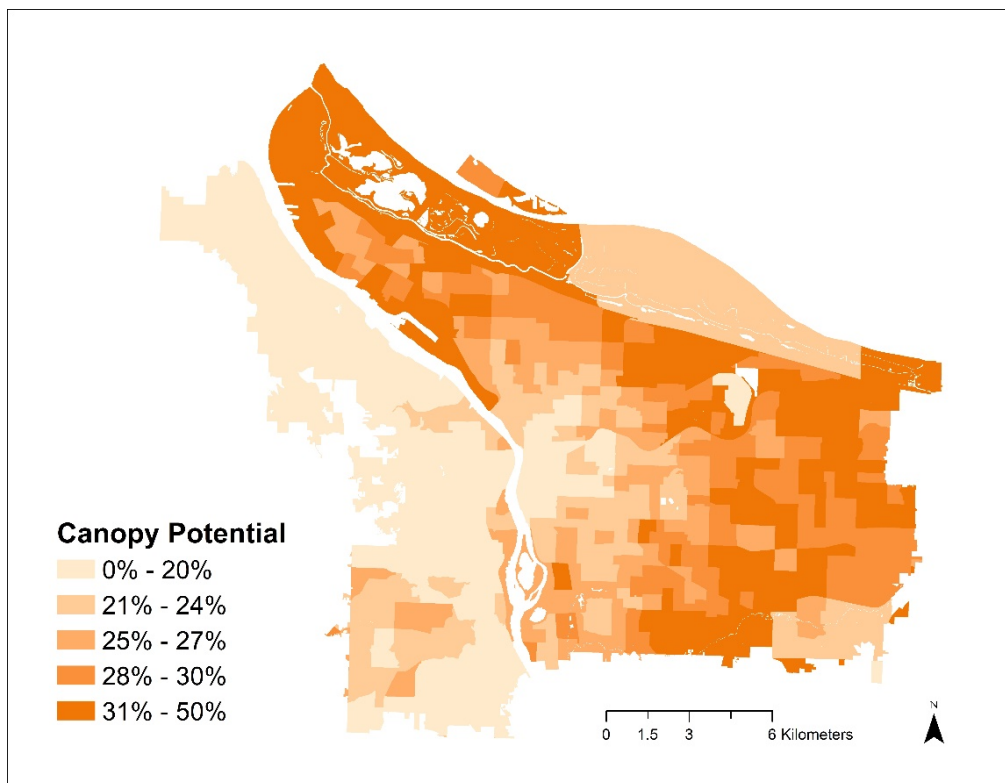 Canopy Potential
0% - 20%
21% - 24%
25% - 27%
28% - 30%
31% - 50%
0 1.5 3 6 Kilometers
N